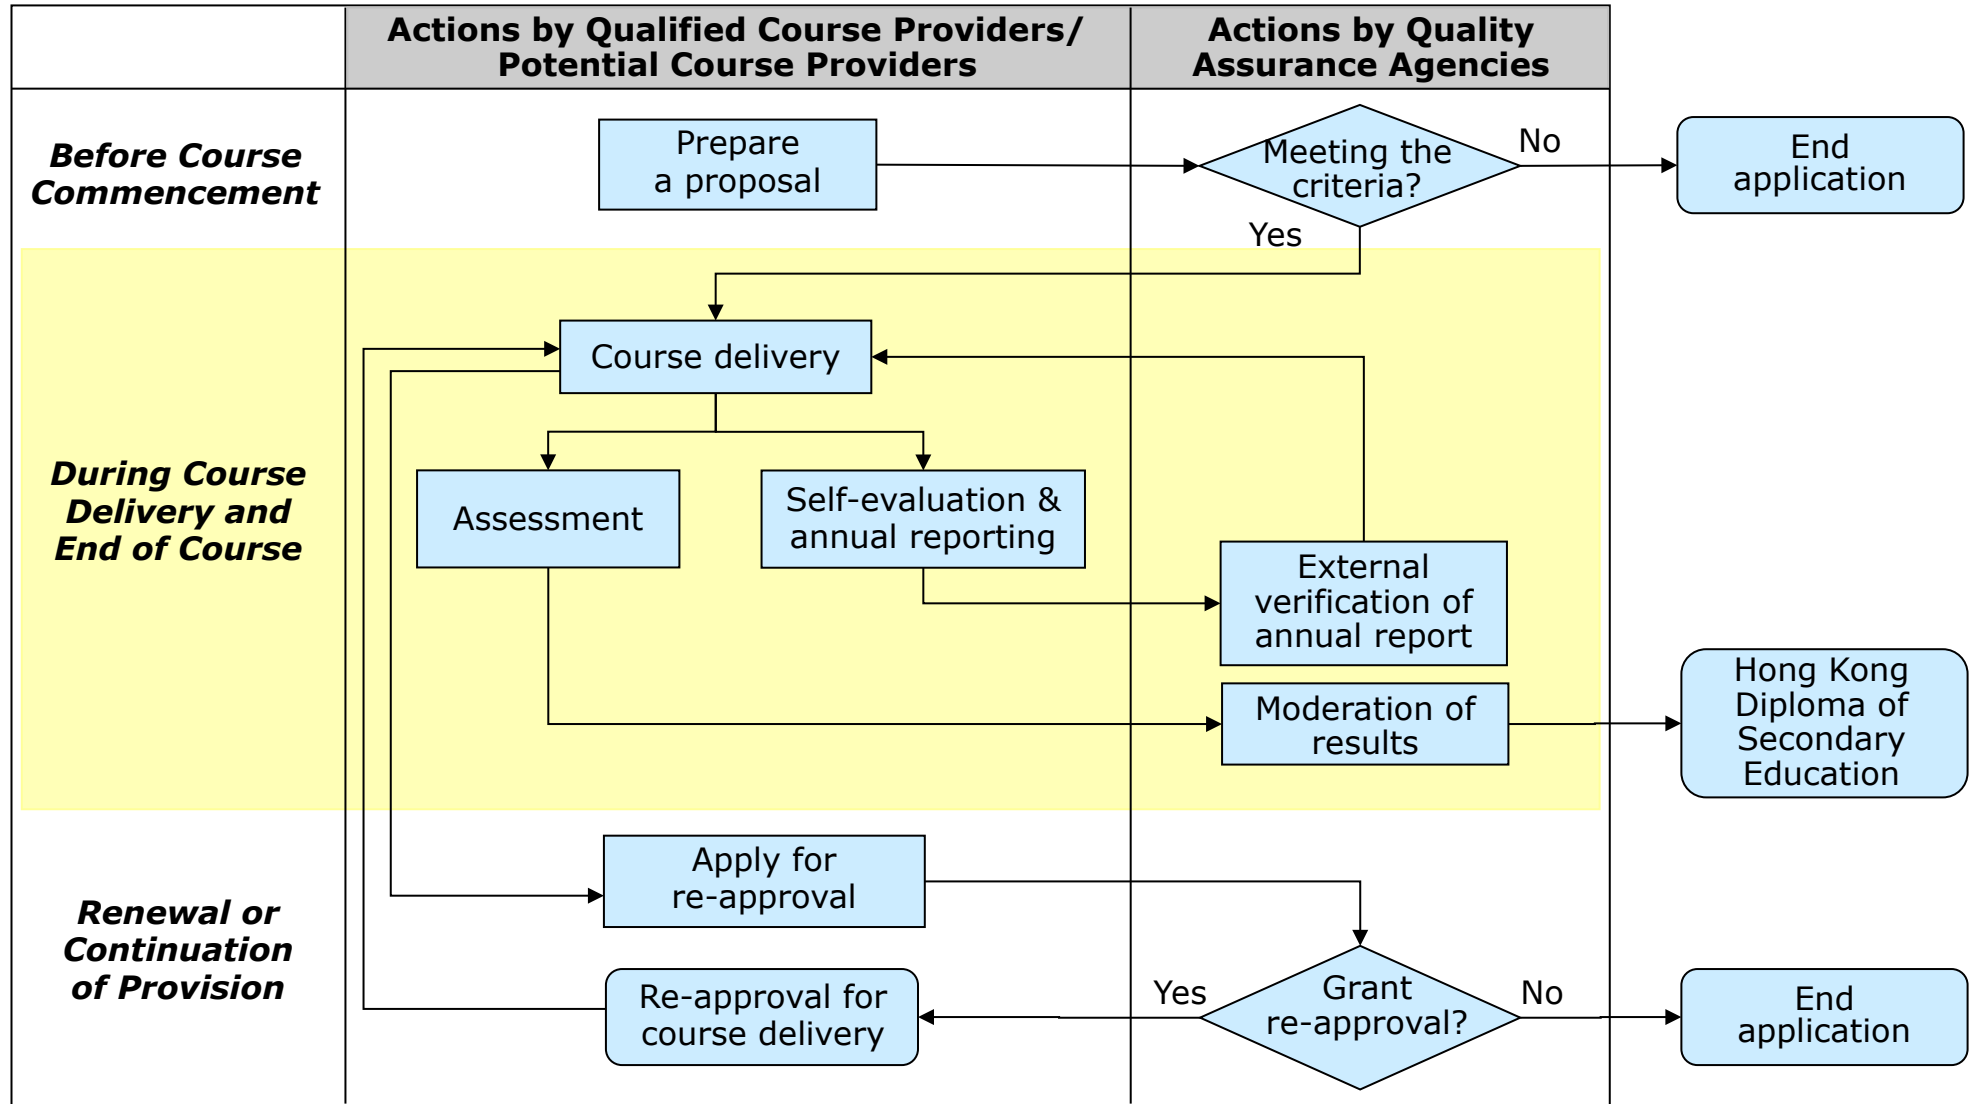 Actions by Qualified Course Providers/
Potential Course Providers
Actions by Quality
Assurance Agencies
Before Course
Commencement
Prepare
a proposal
Meeting the
criteria?
No
End
application
Yes
During Course
Delivery and
End of Course
Course delivery
Assessment
Self-evaluation &
annual reporting
External
verification of
annual report
Moderation of
results
Hong Kong
Diploma of
Secondary
Education
Renewal or
Continuation
of Provision
Apply for
re-approval
Re-approval for
course delivery
Yes
Grant
re-approval?
No
End
application